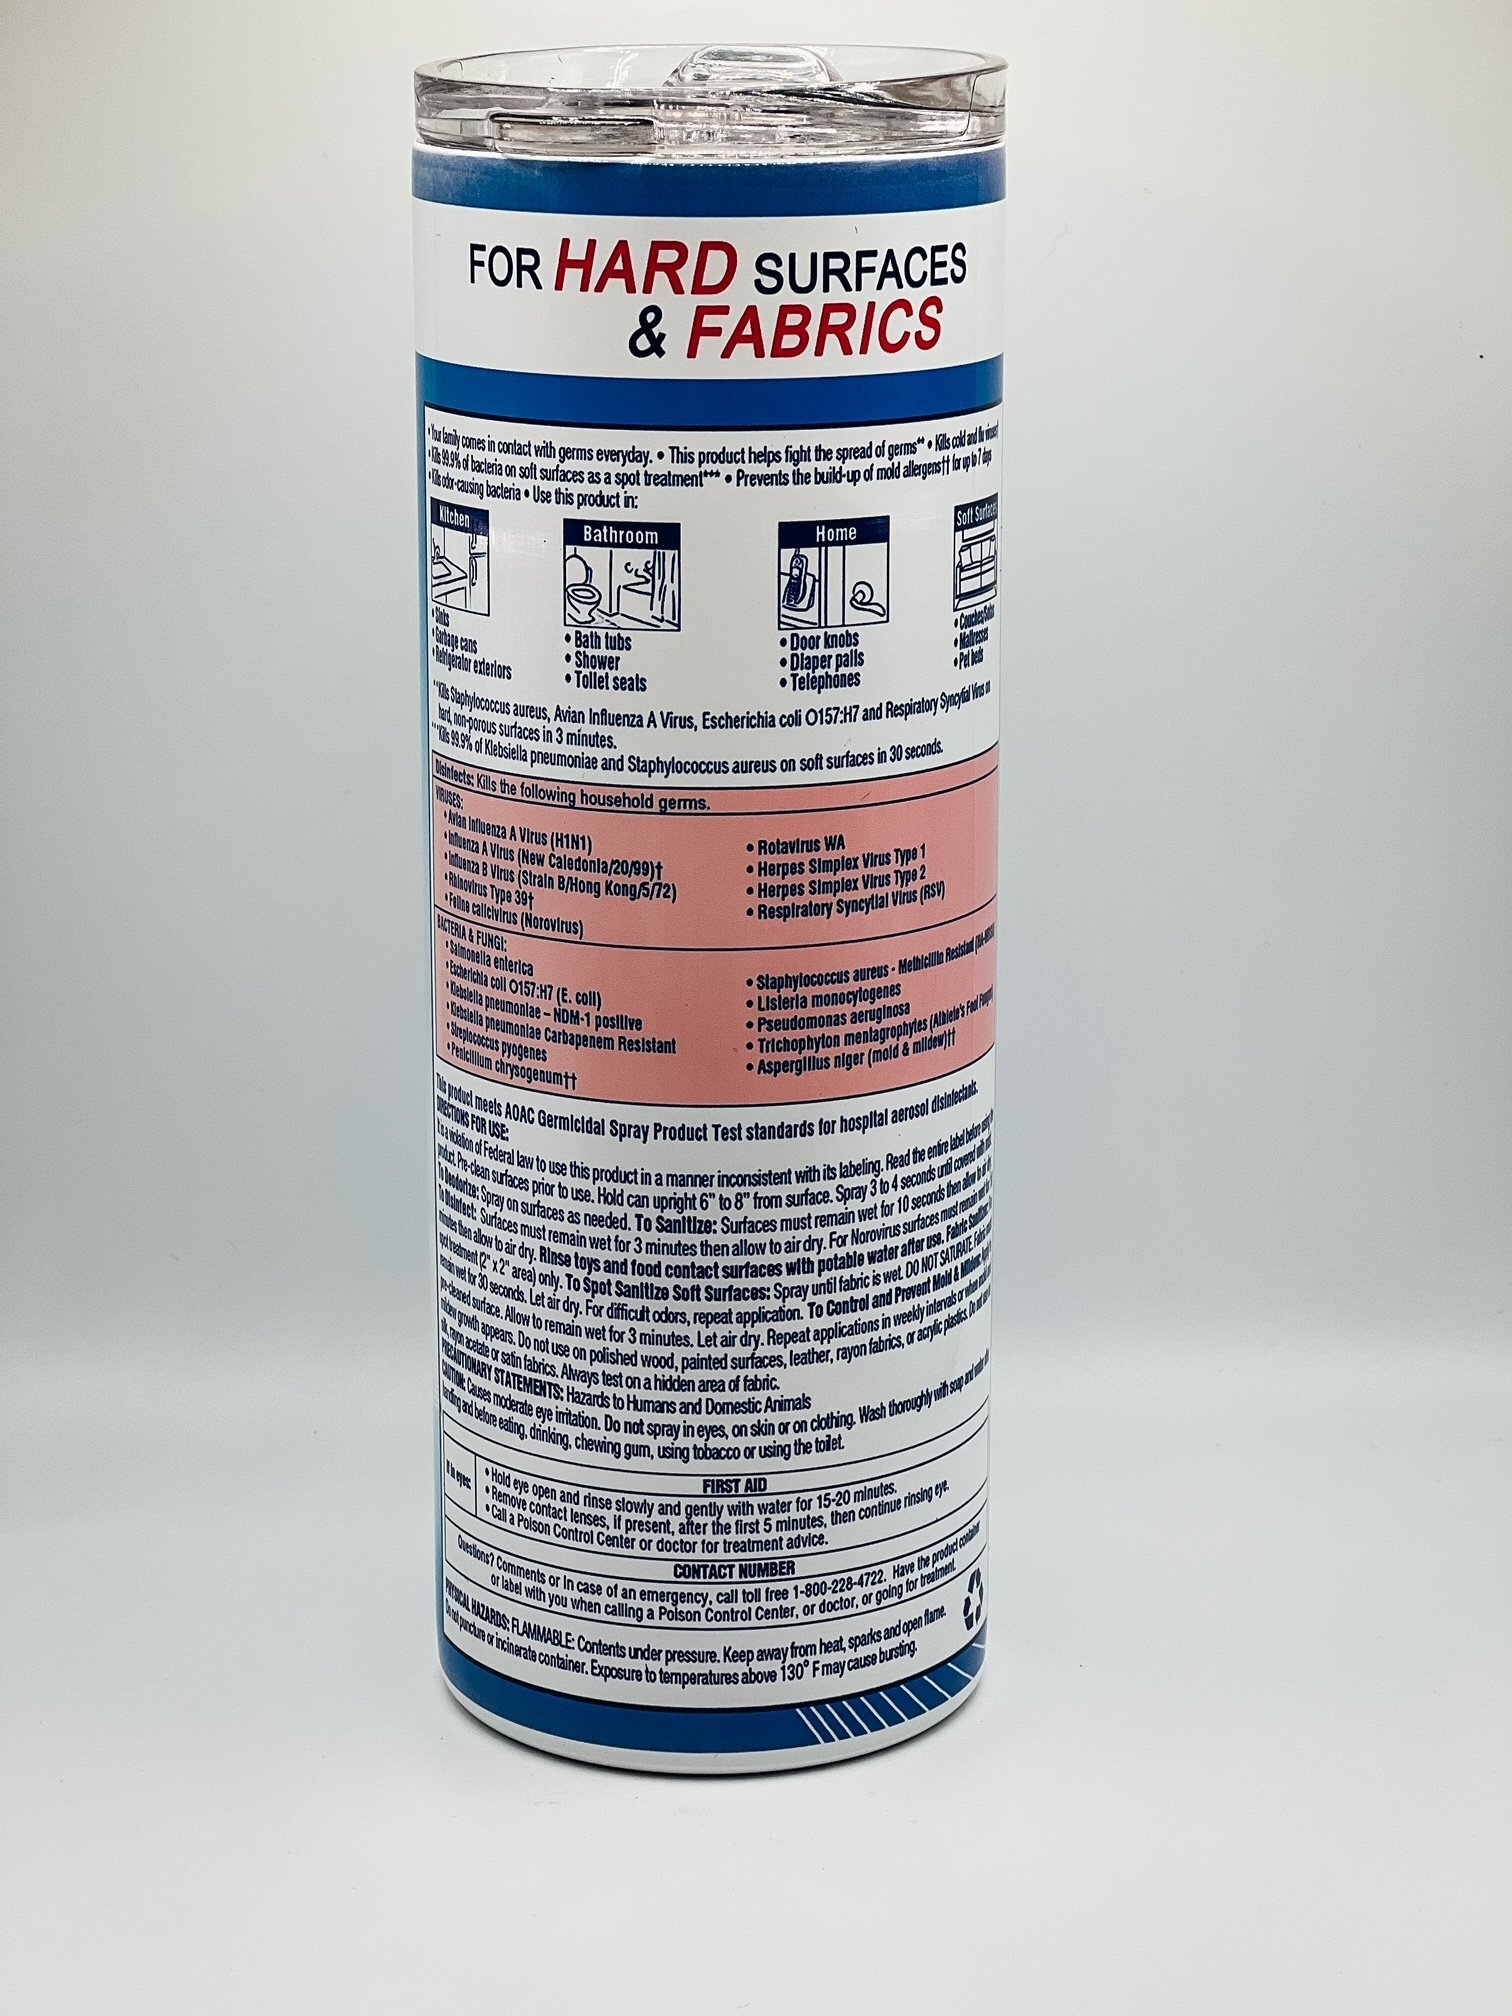 FOR HARD SURFACES
& FABRICS
• Your family comes in contact with germs everyday. • This product helps fight the spread of germs** • Kills cold and flu viruses†
• Kills 99.9% of bacteria on soft surfaces as a spot treatment*** • Prevents the build-up of mold allergens†† for up to 7 days
• Kills odor-causing bacteria • Use this product in:
Kitchen
• Sinks
• Garbage cans
• Refrigerator exteriors
Bathroom
• Bath tubs
• Shower
• Toilet seats
Home
• Door knobs
• Diaper pails
• Telephones
Soft Surfaces
• Couches/Sofas
• Mattresses
• Pet beds
**Kills Staphylococcus aureus, Avian Influenza A Virus, Escherichia coli O157:H7 and Respiratory Syncytial Virus on
hard, non-porous surfaces in 3 minutes.
***Kills 99.9% of Klebsiella pneumoniae and Staphylococcus aureus on soft surfaces in 30 seconds.
Disinfects: Kills the following household germs.
VIRUSES:
• Avian Influenza A Virus (H1N1)
• Influenza A Virus (New Caledonia/20/99)†
• Influenza B Virus (Strain B/Hong Kong/5/72)
• Rhinovirus Type 39†
• Feline calicivirus (Norovirus)
• Rotavirus WA
• Herpes Simplex Virus Type 1
• Herpes Simplex Virus Type 2
• Respiratory Syncytial Virus (RSV)
BACTERIA & FUNGI:
• Salmonella enterica
• Escherichia coli O157:H7 (E. coli)
• Klebsiella pneumoniae – NDM-1 positive
• Klebsiella pneumoniae Carbapenem Resistant
• Streplococcus pyogenes
• Penicillium chrysogenum††
• Staphylococcus aureus - Methicillin Resistant
• Listeria monocytogenes
• Pseudomonas aeruginosa
• Trichophyton mentagrophytes (Athlete's Foot Fungus)
• Aspergillus niger (mold & mildew)††
This product meets AOAC Germicidal Spray Product Test standards for hospital aerosol disinfectants.
DIRECTIONS FOR USE:
It is a violation of Federal law to use this product in a manner inconsistent with its labeling. Read the entire label before using
product. Pre-clean surfaces prior to use. Hold can upright 6" to 8" from surface. Spray 3 to 4 seconds until covered with
To Deodorize: Spray on surfaces as needed. To Sanitize: Surfaces must remain wet for 10 seconds then allow to air
To Disinfect: Surfaces must remain wet for 3 minutes then allow to air dry. For Norovirus surfaces must remain wet
minutes then allow to air dry. Rinse toys and food contact surfaces with potable water after use. Fabric Sanitizing:
spot treatment (2" x 2" area) only. To Spot Sanitize Soft Surfaces: Spray until fabric is wet. DO NOT SATURATE. Fabric must
remain wet for 30 seconds. Let air dry. For difficult odors, repeat application. To Control and Prevent Mold & Mildew:
pre-cleaned surface. Allow to remain wet for 3 minutes. Let air dry. Repeat applications in weekly intervals or when
mildew growth appears. Do not use on polished wood, painted surfaces, leather, rayon fabrics, or acrylic plastics. Do not
silk, rayon acetate or satin fabrics. Always test on a hidden area of fabric.
PRECAUTIONARY STATEMENTS: Hazards to Humans and Domestic Animals
CAUTION: Causes moderate eye irritation. Do not spray in eyes, on skin or on clothing. Wash thoroughly with soap and water
handling and before eating, drinking, chewing gum, using tobacco or using the toilet.
FIRST AID
If in eyes:
• Hold eye open and rinse slowly and gently with water for 15-20 minutes.
• Remove contact lenses, if present, after the first 5 minutes, then continue rinsing eye.
• Call a Poison Control Center or doctor for treatment advice.
CONTACT NUMBER
Questions? Comments or in case of an emergency, call toll free 1-800-228-4722. Have the product container
or label with you when calling a Poison Control Center, or doctor, or going for treatment.
PHYSICAL HAZARDS: FLAMMABLE: Contents under pressure. Keep away from heat, sparks and open flame.
Do not puncture or incinerate container. Exposure to temperatures above 130° F may cause bursting.